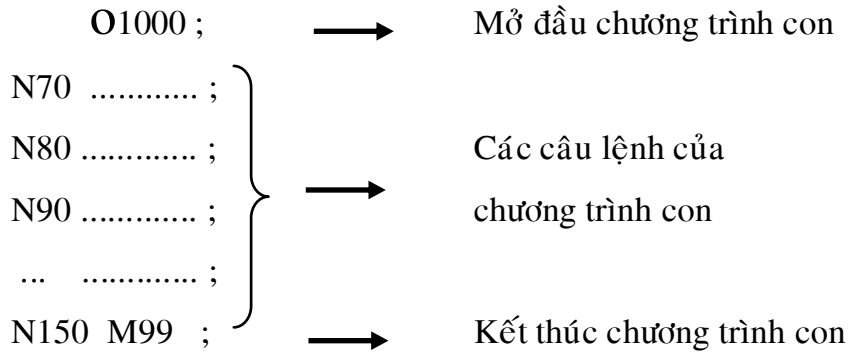 O1000 ; Mở đầu chương trình con
N70 ............ ;
N80 ............. ; Các câu lệnh của
N90 ............. ; chương trình con
... ............. ;
N150 M99 ; Kết thúc chương trình con